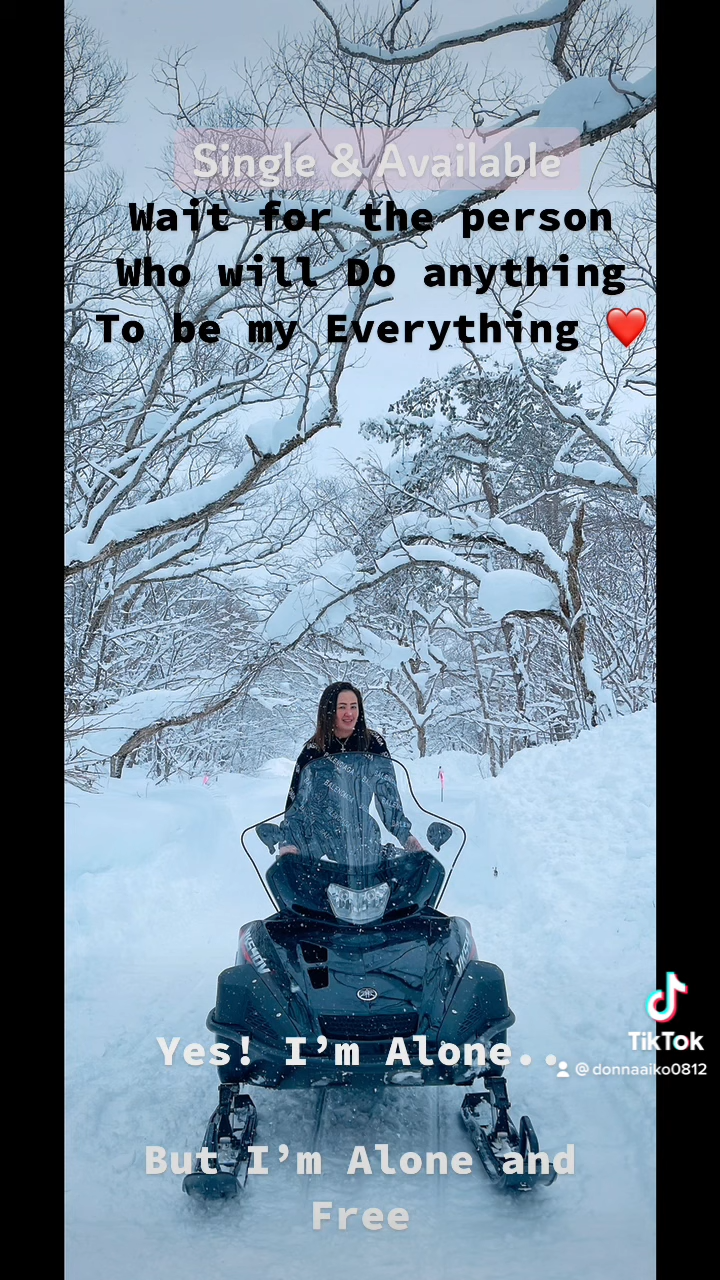 Single & Available
Wait for the person
Who will Do anything
To be my Everything ❤️
BALENCIAGA
Yes! I’m Alone..
TikTok
@donnaaiko0812
But I’m Alone and
Free